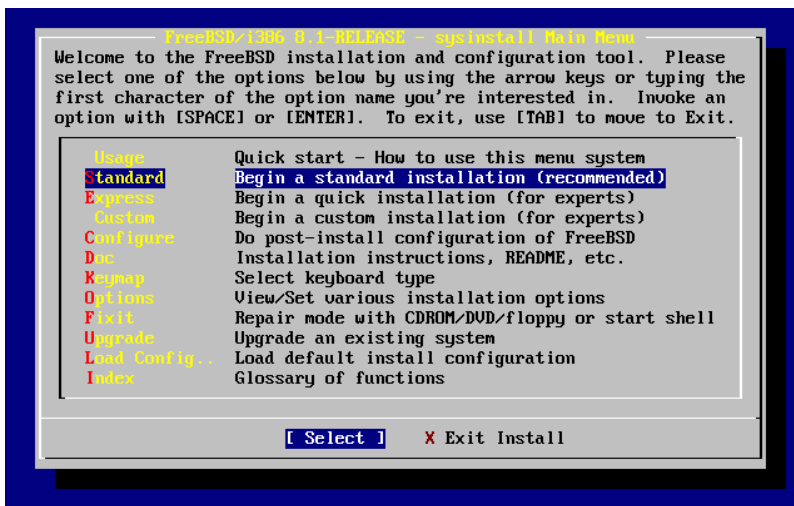 FreeBSD/i386 8.1-RELEASE - sysinstall Main Menu
Welcome to the FreeBSD installation and configuration tool.  Please
select one of the options below by using the arrow keys or typing the
first character of the option name you're interested in.  Invoke an
option with [SPACE] or [ENTER].  To exit, use [TAB] to move to Exit.
Usage Quick start - How to use this menu system
Standard Begin a standard installation (recommended)
Express Begin a quick installation (for experts)
Custom Begin a custom installation (for experts)
Configure Do post-install configuration of FreeBSD
Doc Installation instructions, README, etc.
Keymap Select keyboard type
Options View/Set various installation options
Fixit Repair mode with CDROM/DVD/floppy or start shell
Upgrade Upgrade an existing system
Load Config.. Load default install configuration
Index Glossary of functions
[ Select ] X Exit Install